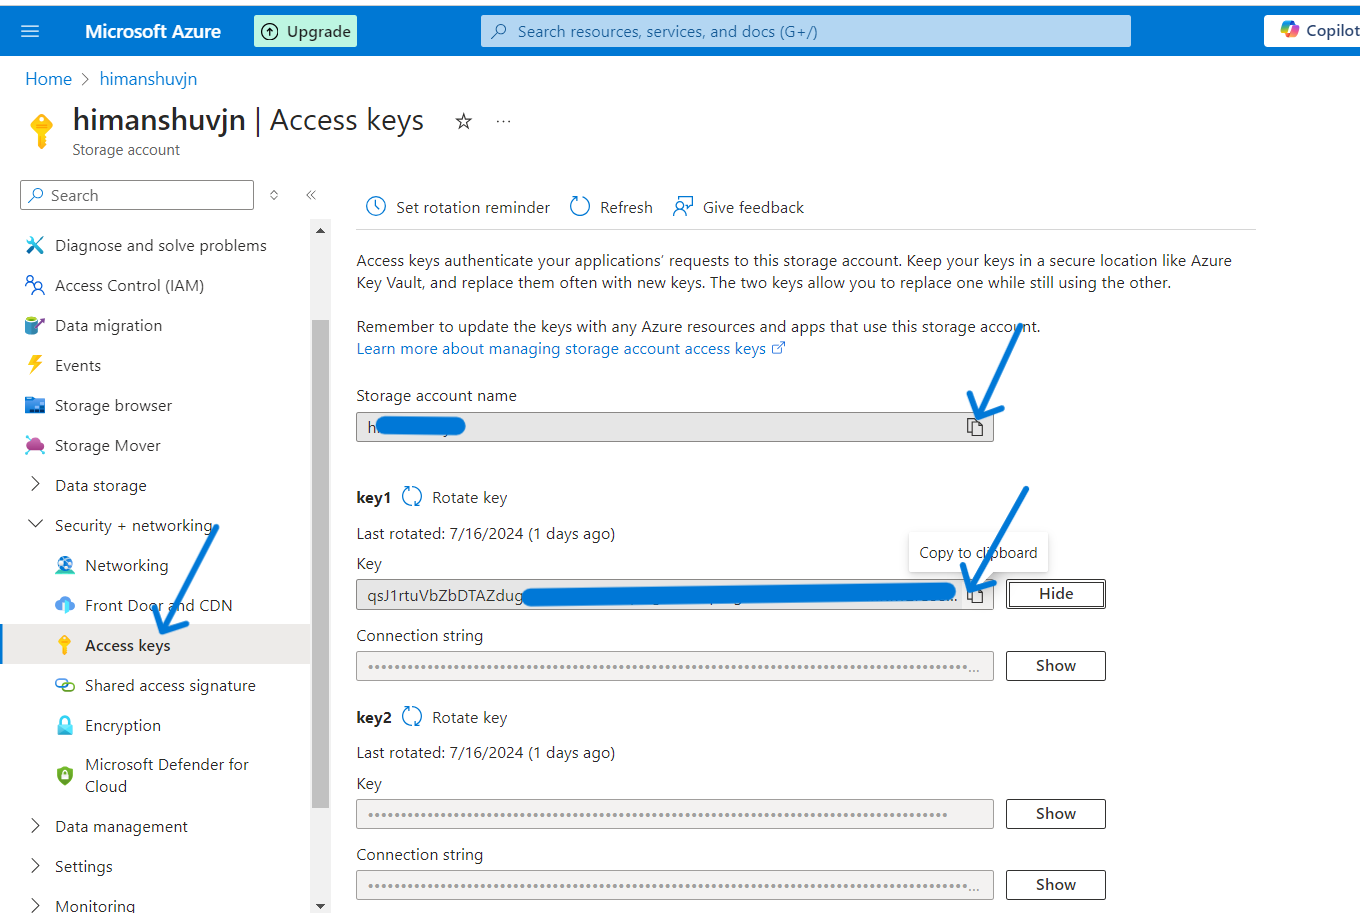 Microsoft Azure
Upgrade
Search resources, services, and docs (G+/)
Copilot
Home > himanshuvjn
himanshuvjn | Access keys
Storage account
Search
Diagnose and solve problems
Access Control (IAM)
Data migration
Events
Storage browser
Storage Mover
Data storage
Security + networking
Networking
Front Door and CDN
Access keys
Shared access signature
Encryption
Microsoft Defender for
Cloud
Data management
Settings
Monitoring
Set rotation reminder
Refresh
Give feedback
Access keys authenticate your applications’ requests to this storage account. Keep your keys in a secure location like Azure
Key Vault, and replace them often with new keys. The two keys allow you to replace one while still using the other.
Remember to update the keys with any Azure resources and apps that use this storage account.
Learn more about managing storage account access keys
Storage account name
key1 Rotate key
Last rotated: 7/16/2024 (1 days ago)
Copy to clipboard
Key
qsJ1rtuVbZbDTAZdug
Hide
Connection string
Show
key2 Rotate key
Last rotated: 7/16/2024 (1 days ago)
Key
Show
Connection string
Show